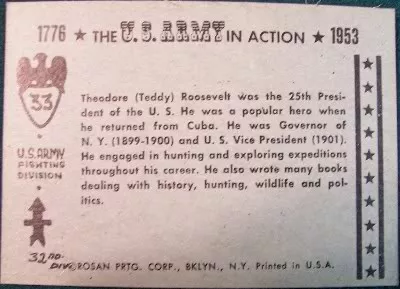 1776 ★ THE U. S. ARMY IN ACTION ★ 1953
33
U.S. ARMY
FIGHTING
DIVISION
32ND
DIV.
Theodore (Teddy) Roosevelt was the 25th Presi-
dent of the U. S. He was a popular hero when
he returned from Cuba. He was Governor of
N. Y. (1899-1900) and U. S. Vice President (1901).
He engaged in hunting and exploring expeditions
throughout his career. He also wrote many books
dealing with history, hunting, wildlife and pol-
itics.
ROSAN PRTG. CORP., BKLYN., N.Y. Printed in U.S.A.